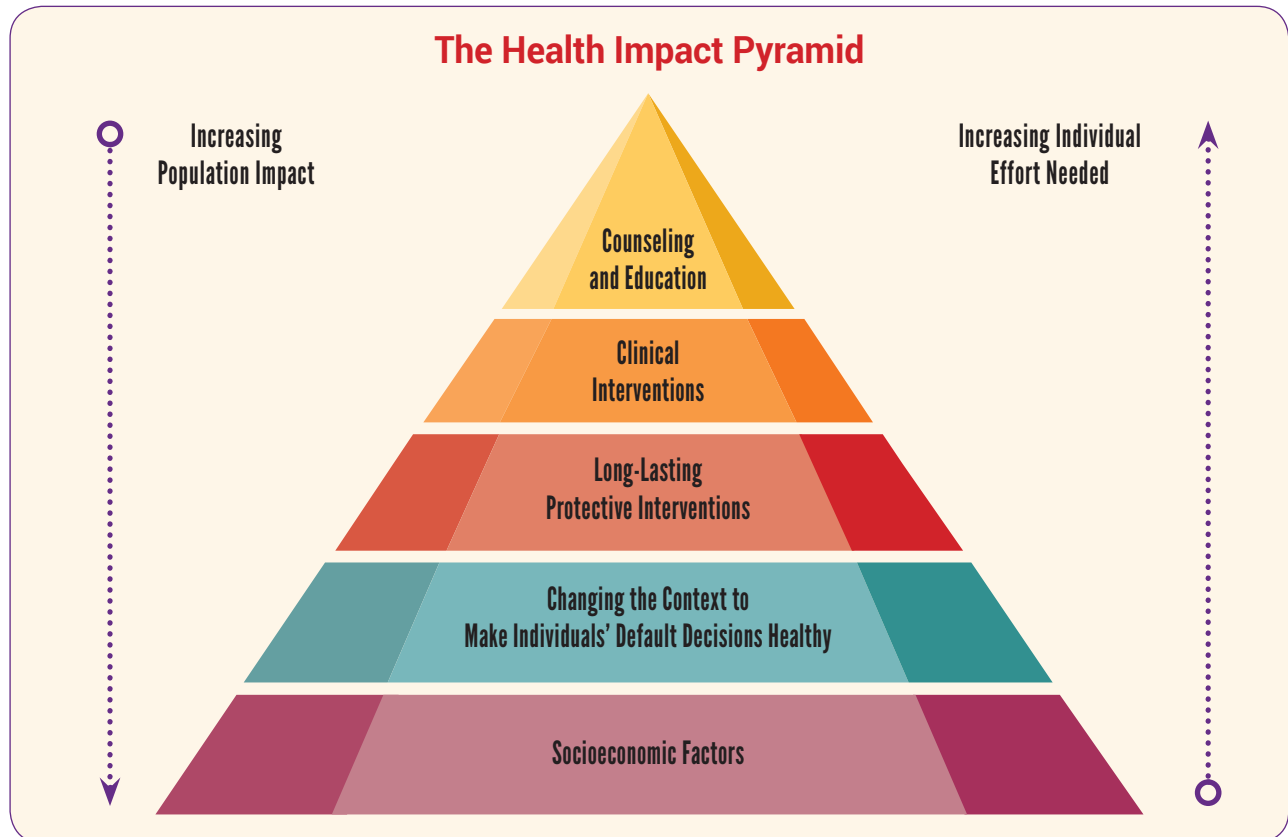 The Health Impact Pyramid
Increasing
Population Impact
Increasing Individual
Effort Needed
Counseling
and Education
Clinical
Interventions
Long-Lasting
Protective Interventions
Changing the Context to
Make Individuals’ Default Decisions Healthy
Socioeconomic Factors